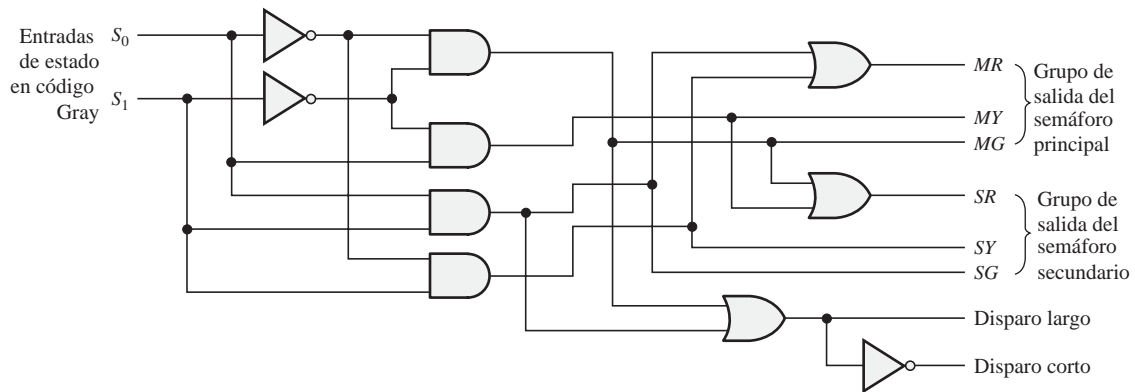 Entradas
de estado
en código
Gray
S0
S1
MR
MY
MG
Grupo de
salida del
semáforo
principal
SR
SY
SG
Grupo de
salida del
semáforo
secundario
Disparo largo
Disparo corto